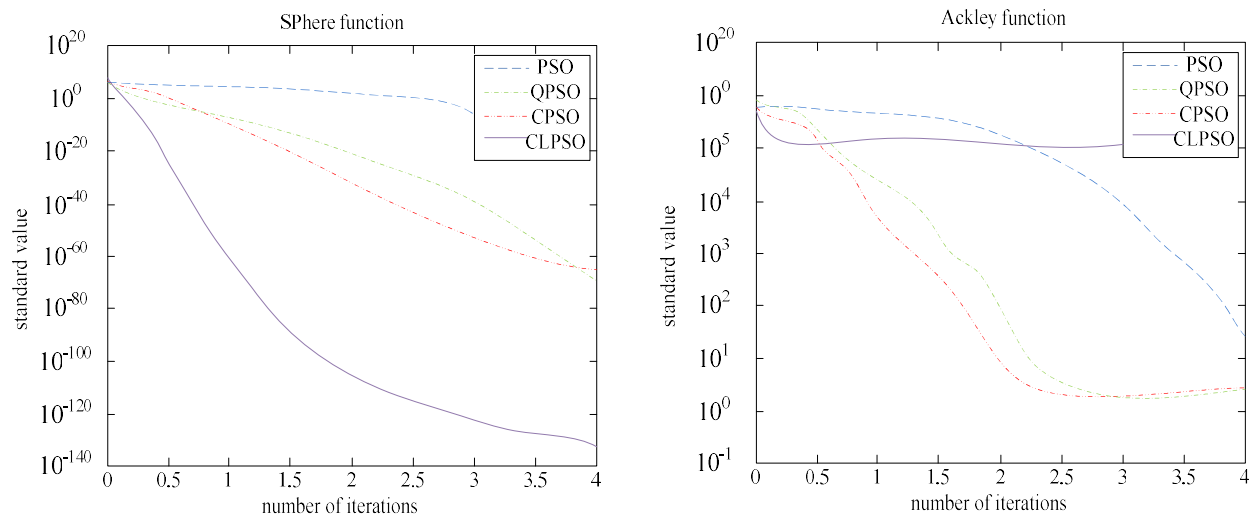 SPhere function
10^20
10^0
10^-20
10^-40
10^-60
10^-80
10^-100
10^-120
10^-140
standard value
0 0.5 1 1.5 2 2.5 3 3.5 4
number of iterations
PSO
QPSO
CPSO
CLPSO
Ackley function
10^20
10^0
10^5
10^4
10^3
10^2
10^1
10^0
10^-1
standard value
0 0.5 1 1.5 2 2.5 3 3.5 4
number of iterations
PSO
QPSO
CPSO
CLPSO